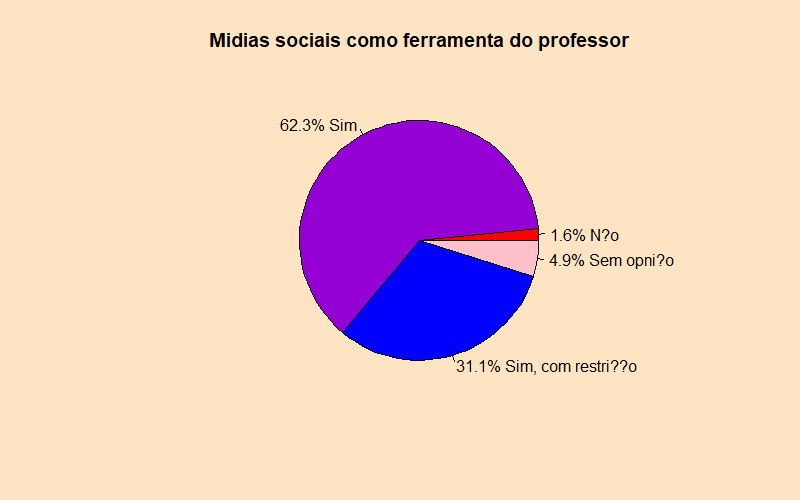 Midias sociais como ferramenta do professor
62.3% Sim
1.6% N?o
4.9% Sem opni?o
31.1% Sim, com restri??o